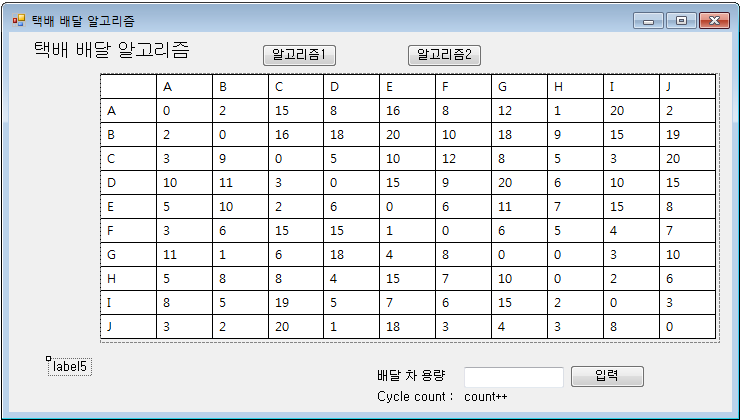 택배 배달 알고리즘
택배 배달 알고리즘 알고리즘1 알고리즘2
A B C D E F G H I J
A 0 2 15 8 16 8 12 1 20 2
B 2 0 16 18 20 10 18 9 15 19
C 3 9 0 5 10 12 8 5 3 20
D 10 11 3 0 15 9 20 6 10 15
E 5 10 2 6 0 6 11 7 15 8
F 3 6 15 15 1 0 6 5 4 7
G 11 1 6 18 4 8 0 0 3 10
H 5 8 8 4 15 7 10 0 2 6
I 8 5 19 5 7 6 15 2 0 3
J 3 2 20 1 18 3 4 3 8 0
label5
배달 차 용량 입력
Cycle count : count++